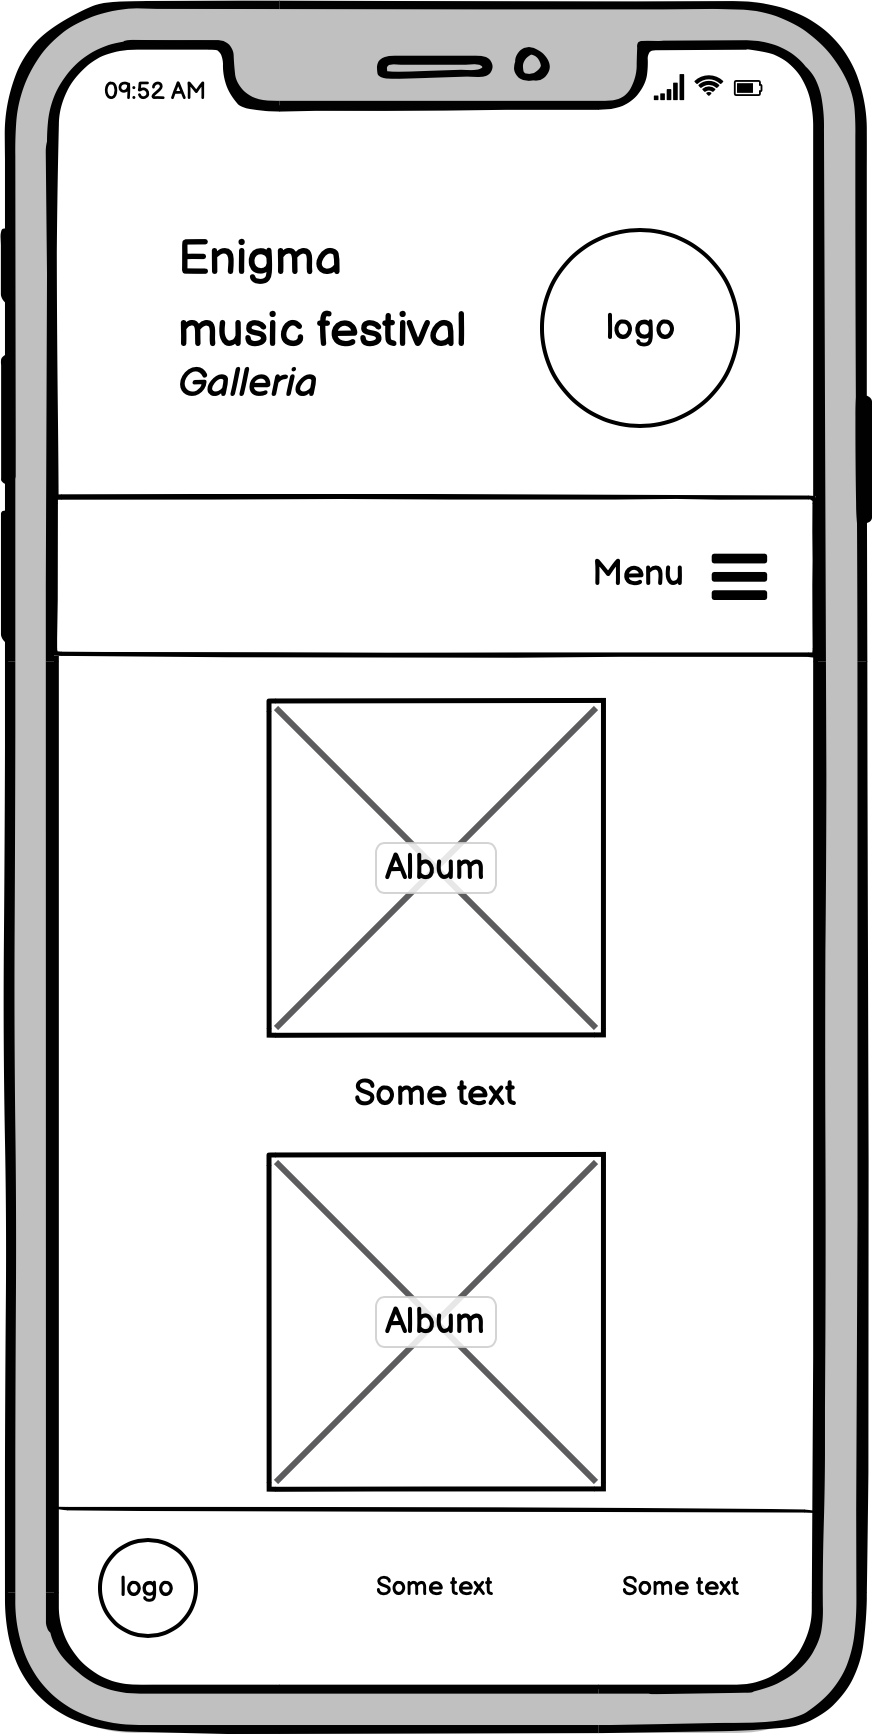 09:52 AM
Enigma
music festival
Galleria
logo
Menu
Album
Some text
Album
logo
Some text
Some text